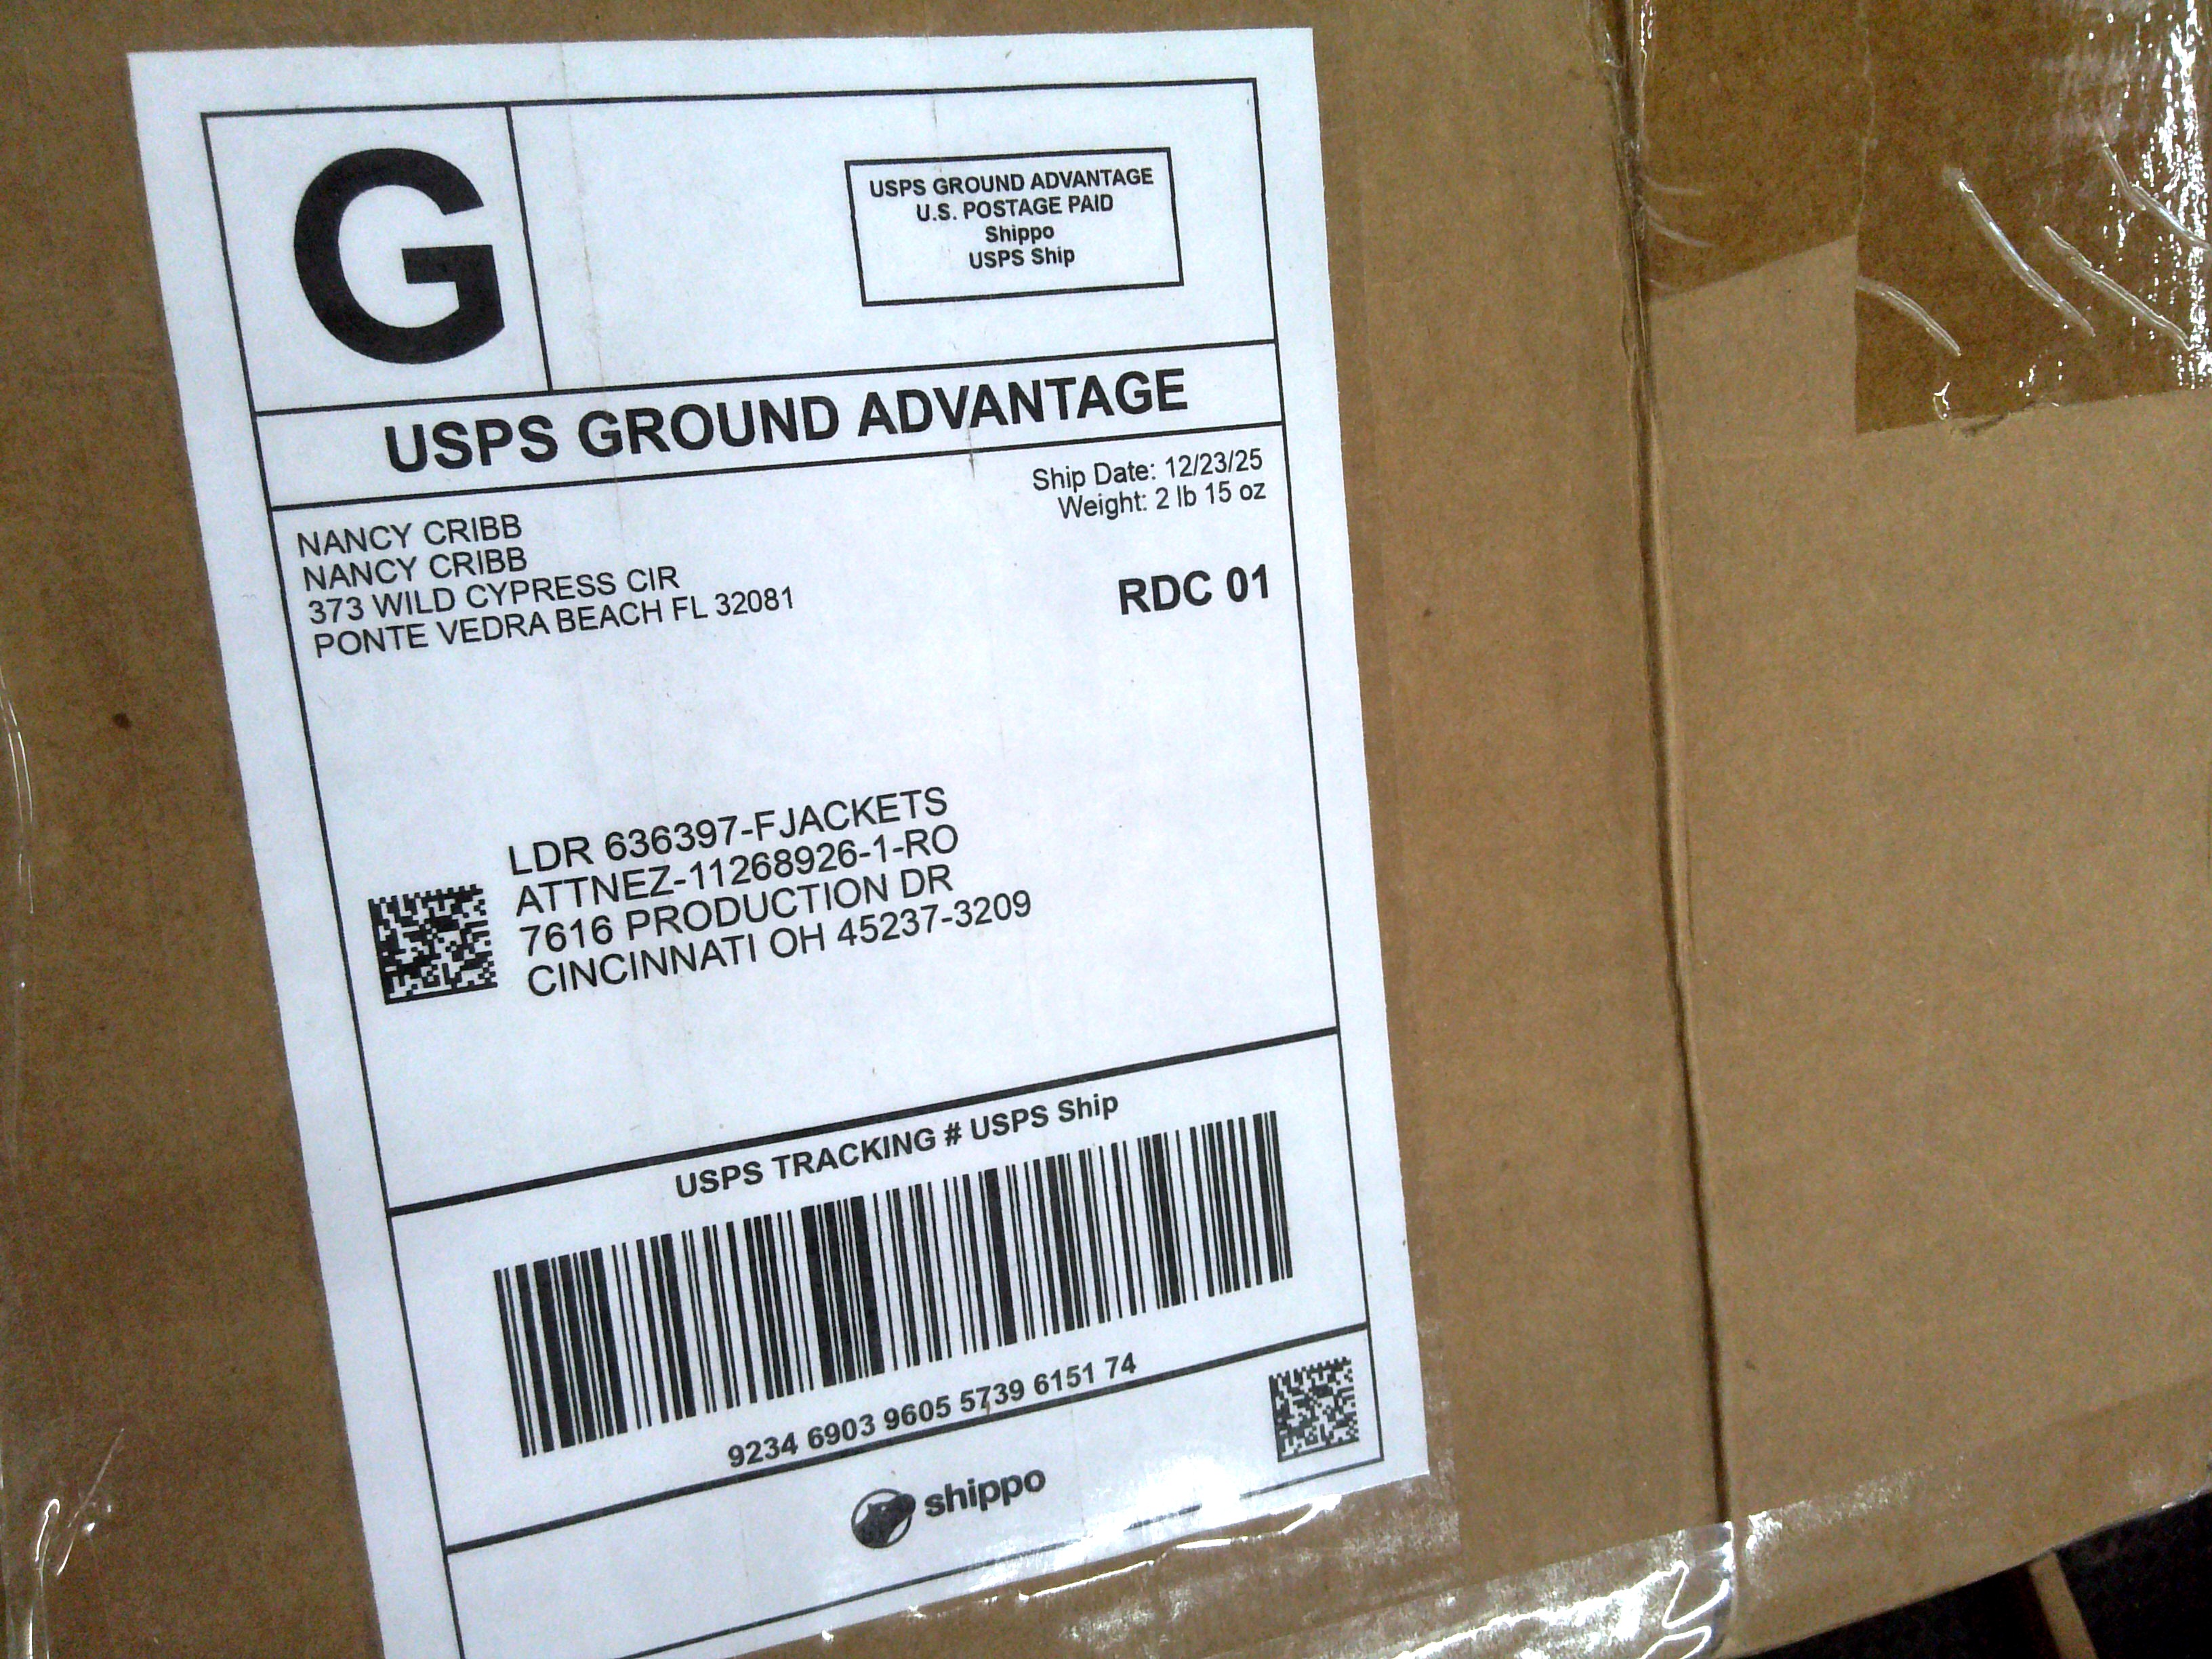 G
USPS GROUND ADVANTAGE
U.S. POSTAGE PAID
Shippo
USPS Ship
USPS GROUND ADVANTAGE
Ship Date: 12/23/25
Weight: 2 lb 15 oz
NANCY CRIBB
NANCY CRIBB
373 WILD CYPRESS CIR
PONTE VEDRA BEACH FL 32081
RDC 01
LDR 636397-FJACKETS
ATTNEZ-11268926-1-RO
7616 PRODUCTION DR
CINCINNATI OH 45237-3209
USPS TRACKING # USPS Ship
9234 6903 9605 5739 6151 74
shippo